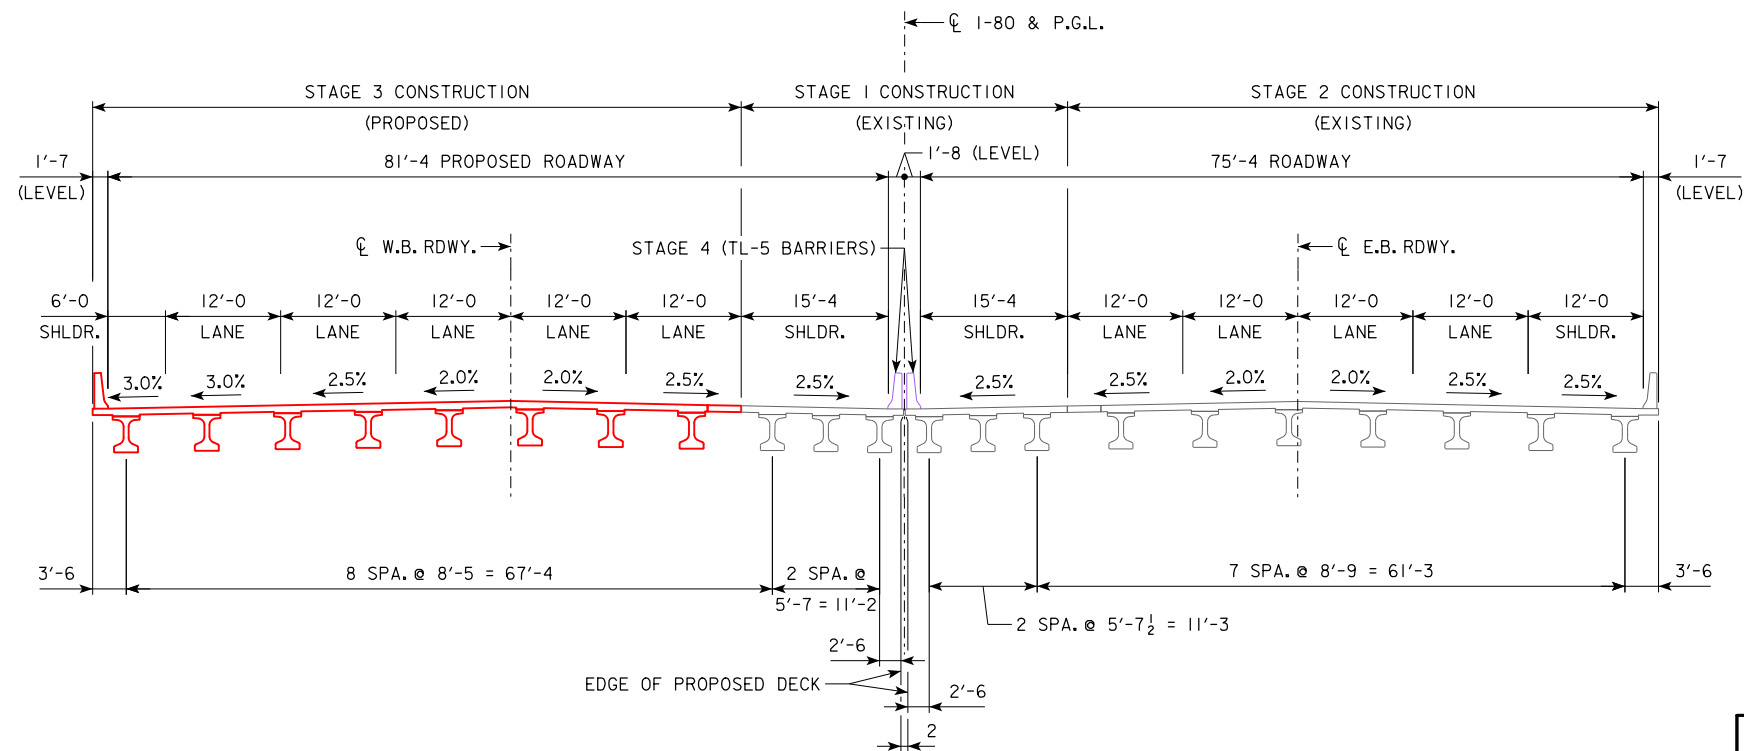 ℄ I-80 & P.G.L.
STAGE 3 CONSTRUCTION
(PROPOSED)
STAGE 1 CONSTRUCTION
(EXISTING)
STAGE 2 CONSTRUCTION
(EXISTING)
1'-7
(LEVEL)
81'-4 PROPOSED ROADWAY
1'-8 (LEVEL)
75'-4 ROADWAY
1'-7
(LEVEL)
℄ W.B. RDWY.
STAGE 4 (TL-5 BARRIERS)
℄ E.B. RDWY.
6'-0
SHLDR.
12'-0
LANE
12'-0
LANE
12'-0
LANE
12'-0
LANE
12'-0
LANE
15'-4
SHLDR.
15'-4
SHLDR.
12'-0
LANE
12'-0
LANE
12'-0
LANE
12'-0
LANE
12'-0
SHLDR.
3.0%
3.0%
2.5%
2.0%
2.0%
2.5%
2.5%
2.5%
2.5%
2.0%
2.0%
2.5%
2.5%
3'-6
8 SPA. @ 8'-5 = 67'-4
2 SPA. @
5'-7 = 11'-2
7 SPA. @ 8'-9 = 61'-3
3'-6
2 SPA. @ 5'-7½ = 11'-3
2'-6
EDGE OF PROPOSED DECK
2'-6
2